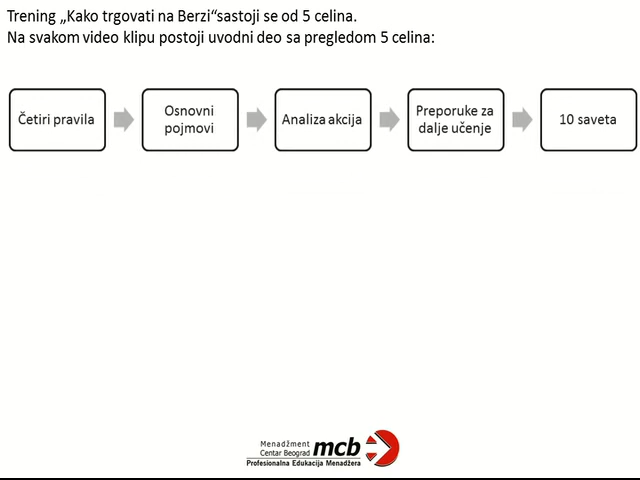 Trening „Kako trgovati na Berzi“sastoji se od 5 celina.
Na svakom video klipu postoji uvodni deo sa pregledom 5 celina:
Četiri pravila
Osnovni
pojmovi
Analiza akcija
Preporuke za
dalje učenje
10 saveta
Menadžment
Centar Beograd
mcb
Profesionalna Edukacija Menadžera